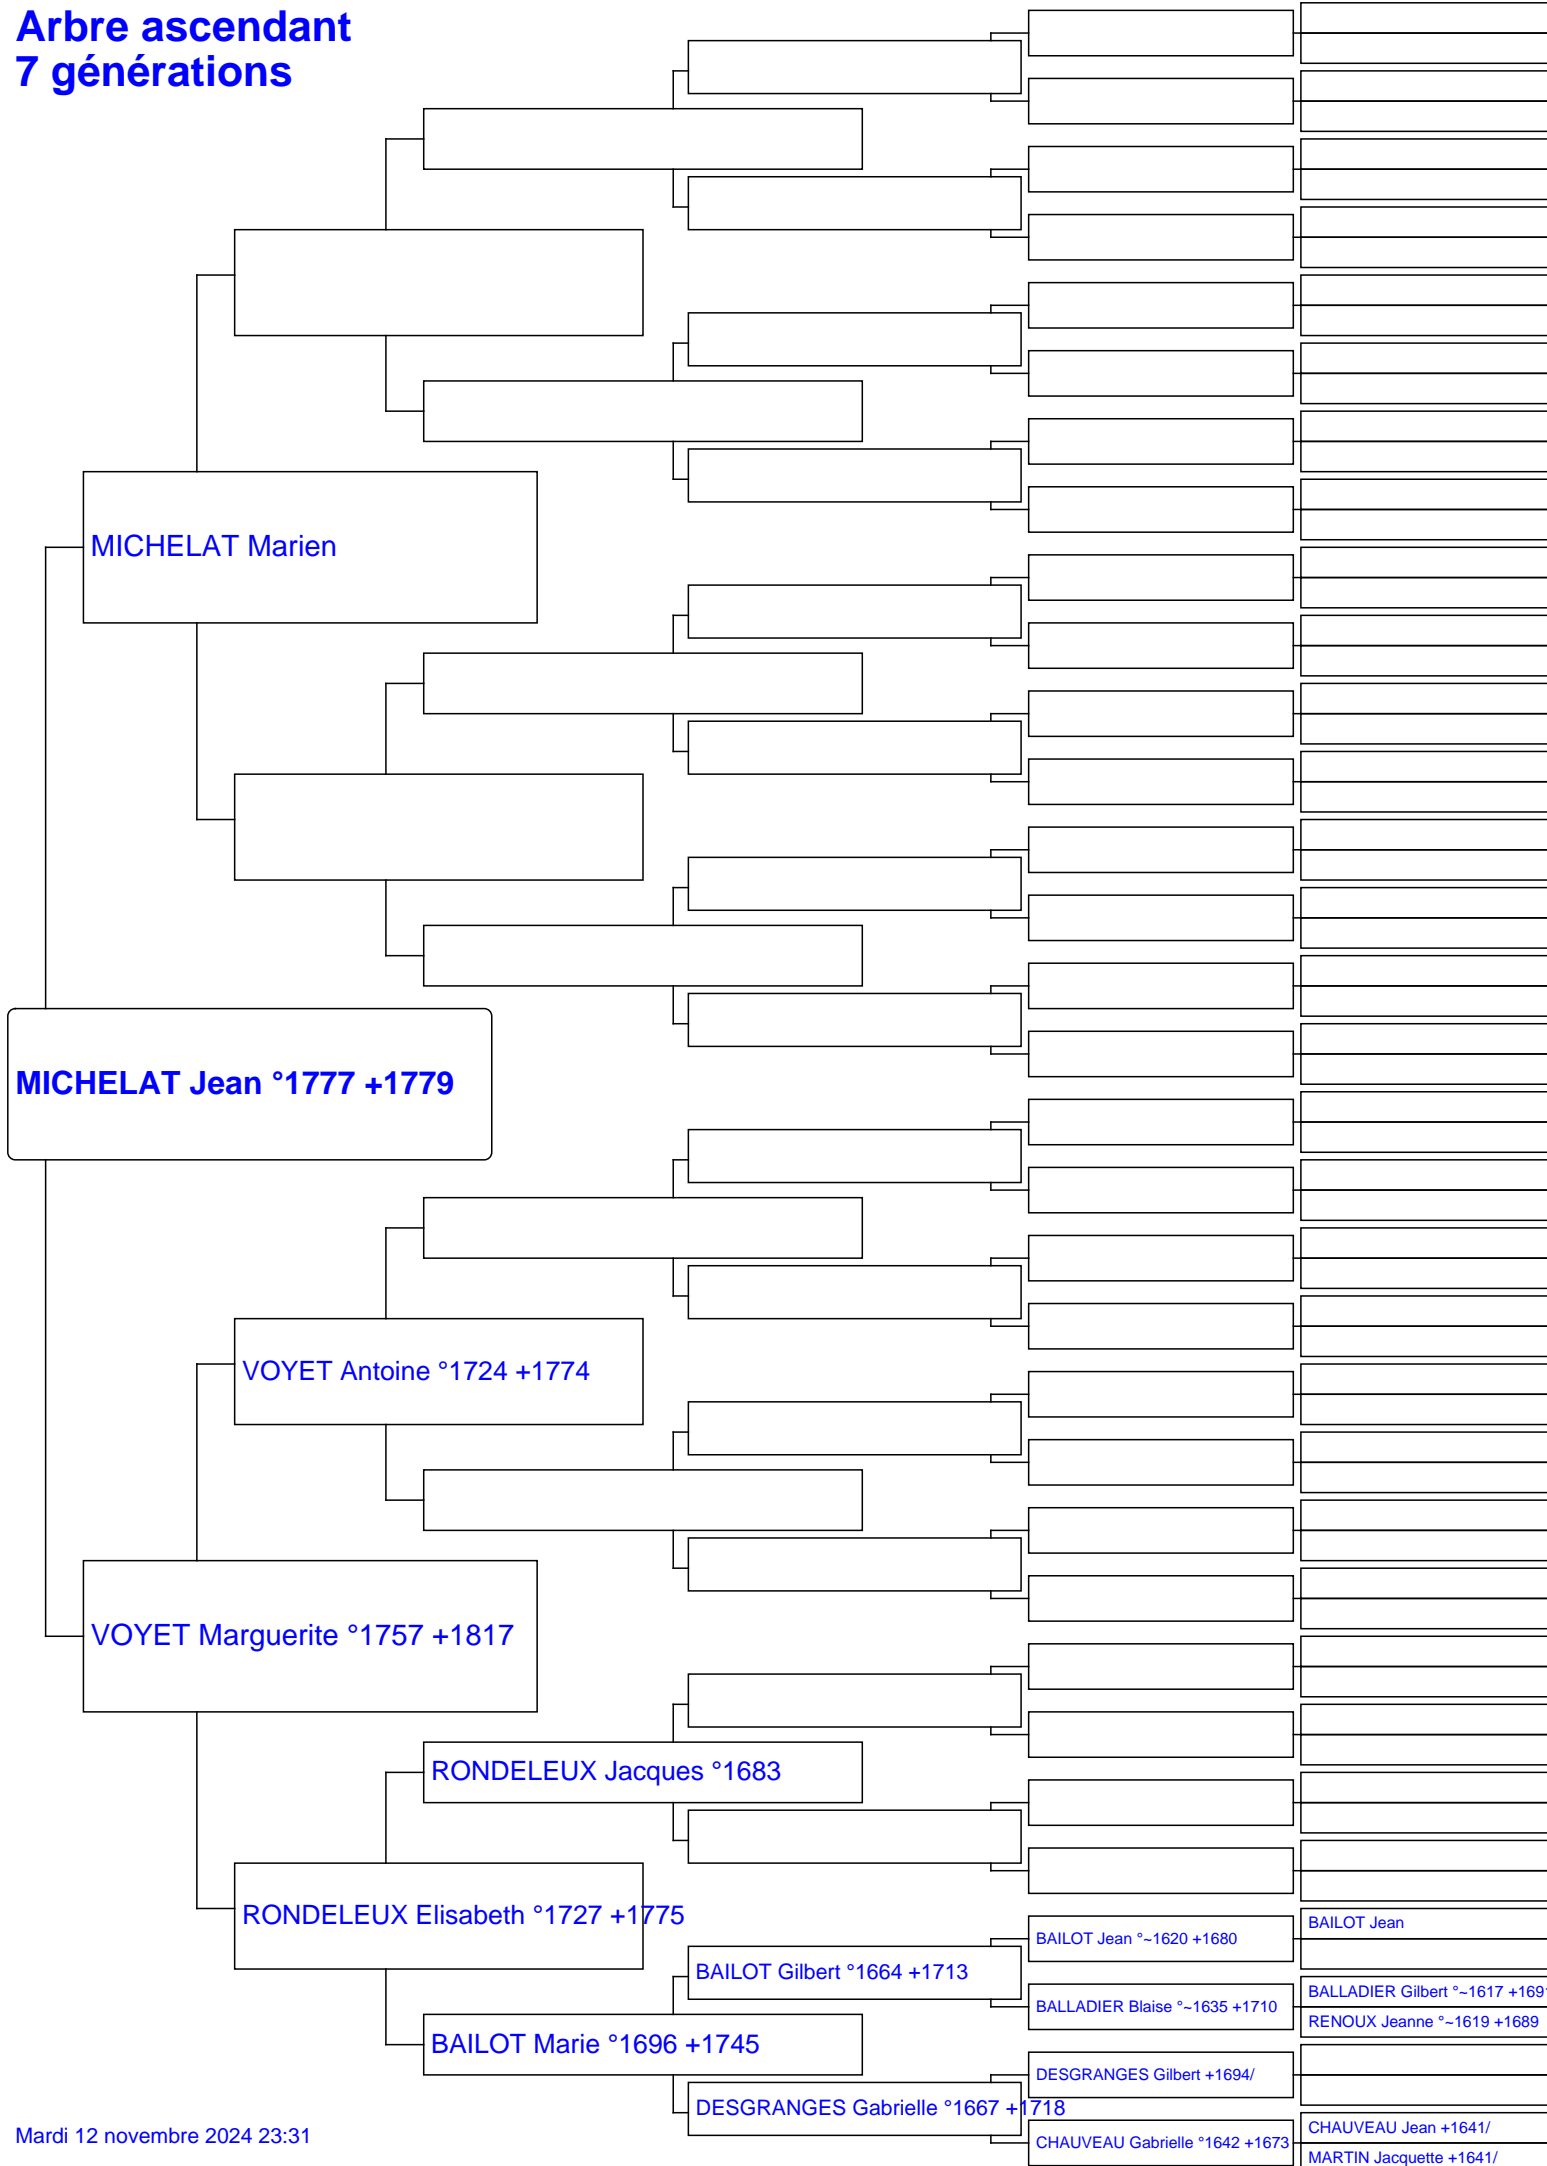 Arbre ascendant
7 générations
MICHELAT Marien
MICHELAT Jean °1777 +1779
VOYET Antoine °1724 +1774
VOYET Marguerite °1757 +1817
RONDELEUX Jacques °1683
RONDELEUX Elisabeth °1727 +1775
BAILOT Jean
BAILOT Jean °~1620 +1680
BAILOT Gilbert °1664 +1713
BALLADIER Gilbert °~1617 +169
BALLADIER Blaise °~1635 +1710
RENOUX Jeanne °~1619 +1689
BAILOT Marie °1696 +1745
DESGRANGES Gilbert +1694/
DESGRANGES Gabrielle °1667 +1718
CHAUVEAU Jean +1641/
CHAUVEAU Gabrielle °1642 +1673
MARTIN Jacquette +1641/
Mardi 12 novembre 2024 23:31